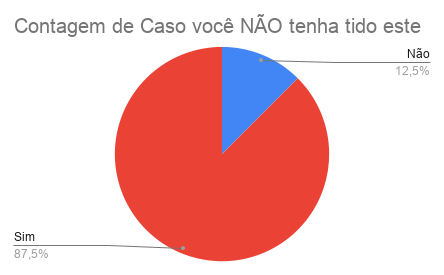 Contagem de Caso você NÃO tenha tido este
Não
12,5%
Sim
87,5%